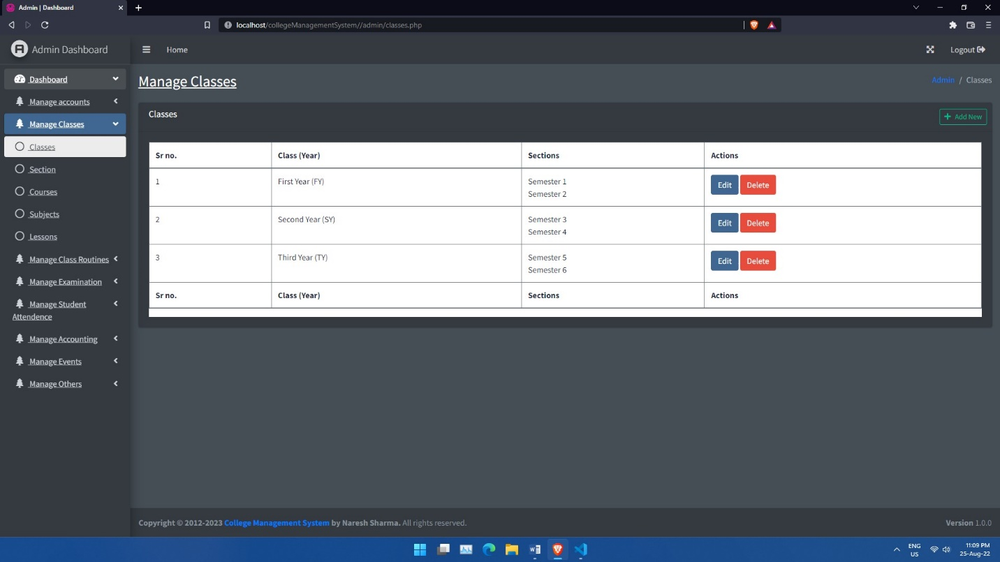 Admin | Dashboard
localhost/collegeManagementSystem//admin/classes.php
Admin Dashboard
Home
Logout
Dashboard
Manage accounts
Manage Classes
Classes
Section
Courses
Subjects
Lessons
Manage Class Routines
Manage Examination
Manage Student
Attendence
Manage Accounting
Manage Events
Manage Others
Manage Classes
Admin / Classes
Classes
+ Add New
Sr no. Class (Year) Sections Actions
1 First Year (FY) Semester 1 Edit Delete
Semester 2
2 Second Year (SY) Semester 3 Edit Delete
Semester 4
3 Third Year (TY) Semester 5 Edit Delete
Semester 6
Sr no. Class (Year) Sections Actions
Copyright © 2012-2023 College Management System by Naresh Sharma. All rights reserved.
Version 1.0.0
ENG
US
11:09 PM
25-Aug-22